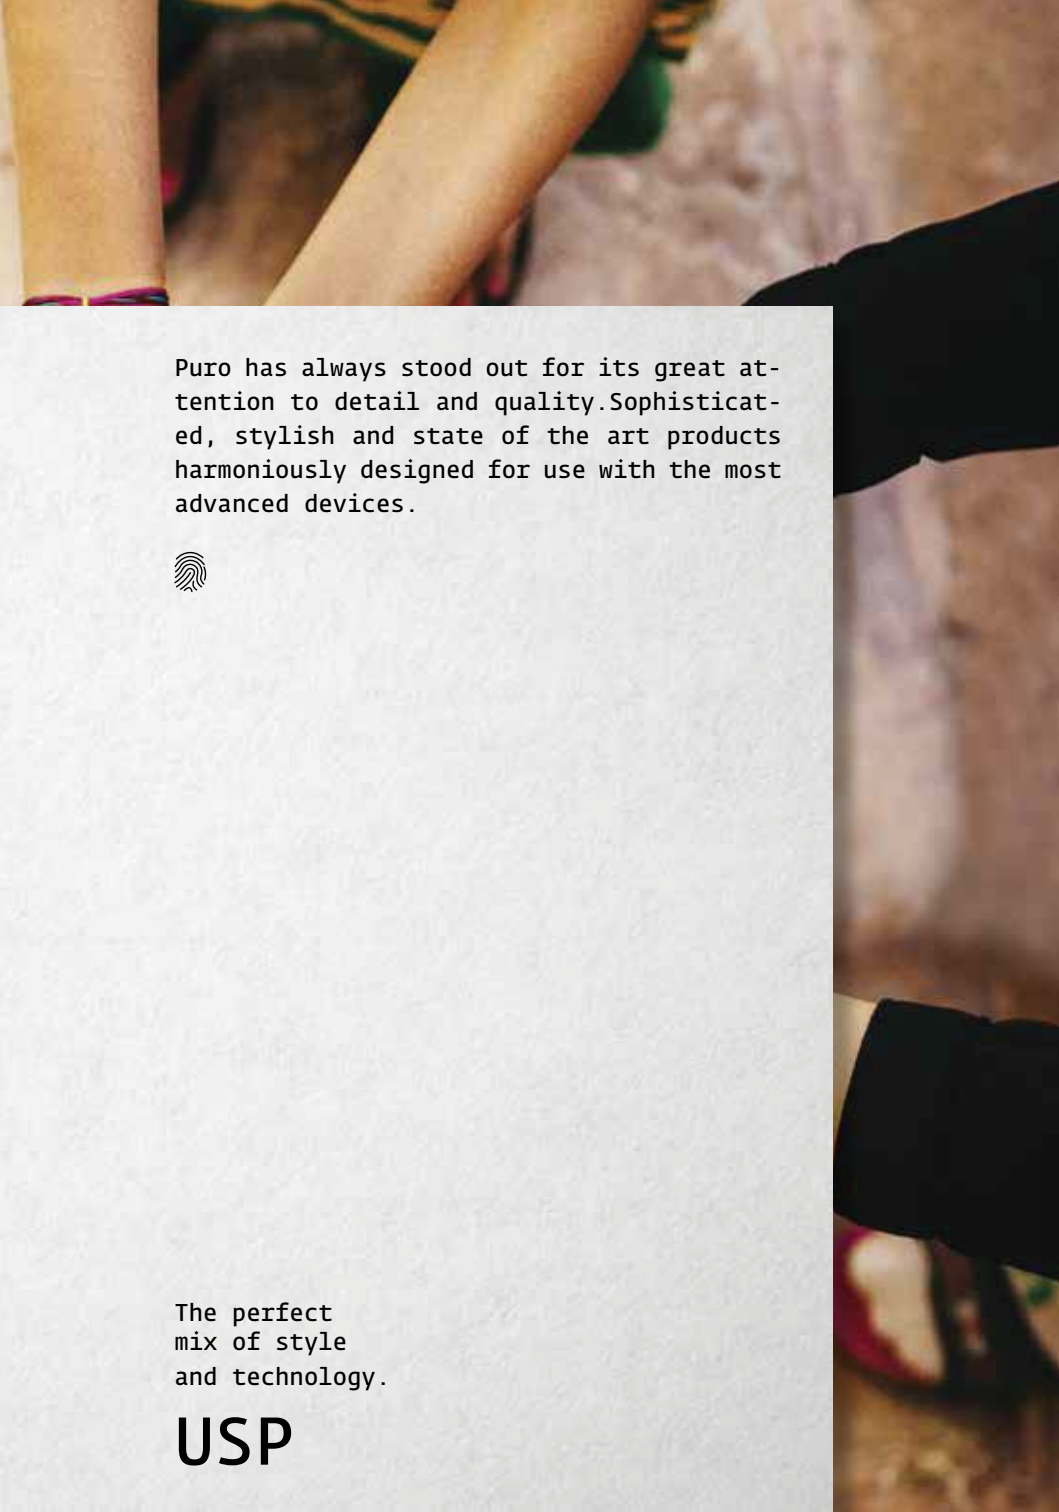 Puro has always stood out for its great at-
tention to detail and quality.Sophisticat-
ed, stylish and state of the art products
harmoniously designed for use with the most
advanced devices.
The perfect
mix of style
and technology.
USP